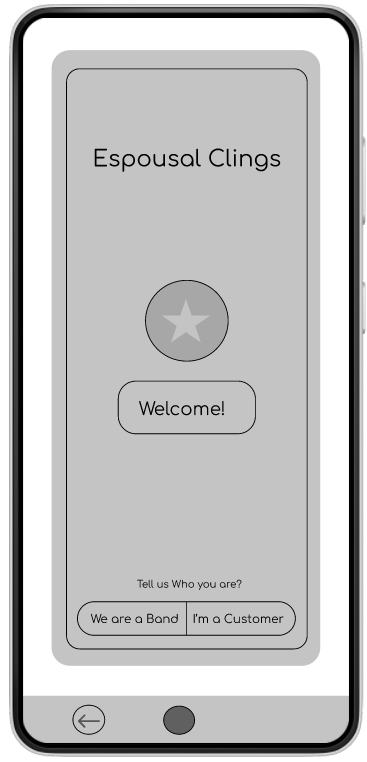 Espousal Clings
Welcome!
Tell us Who you are?
We are a Band
I'm a Customer